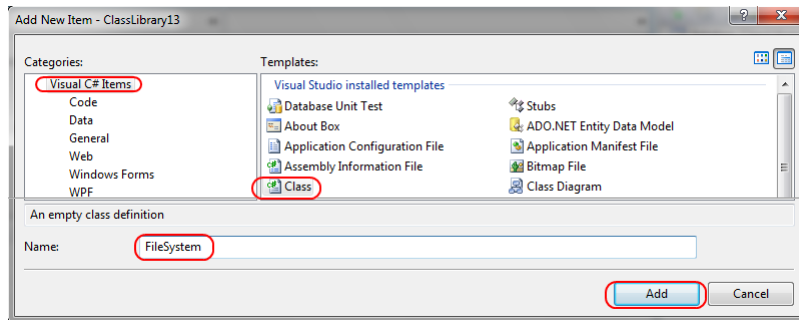 Add New Item - ClassLibrary13
Categories:
Templates:
Visual C# Items
Code
Data
General
Web
Windows Forms
WPF
Visual Studio installed templates
Database Unit Test
Stubs
About Box
ADO.NET Entity Data Model
Application Configuration File
Application Manifest File
Assembly Information File
Bitmap File
Class
Class Diagram
An empty class definition
Name: FileSystem
Add Cancel